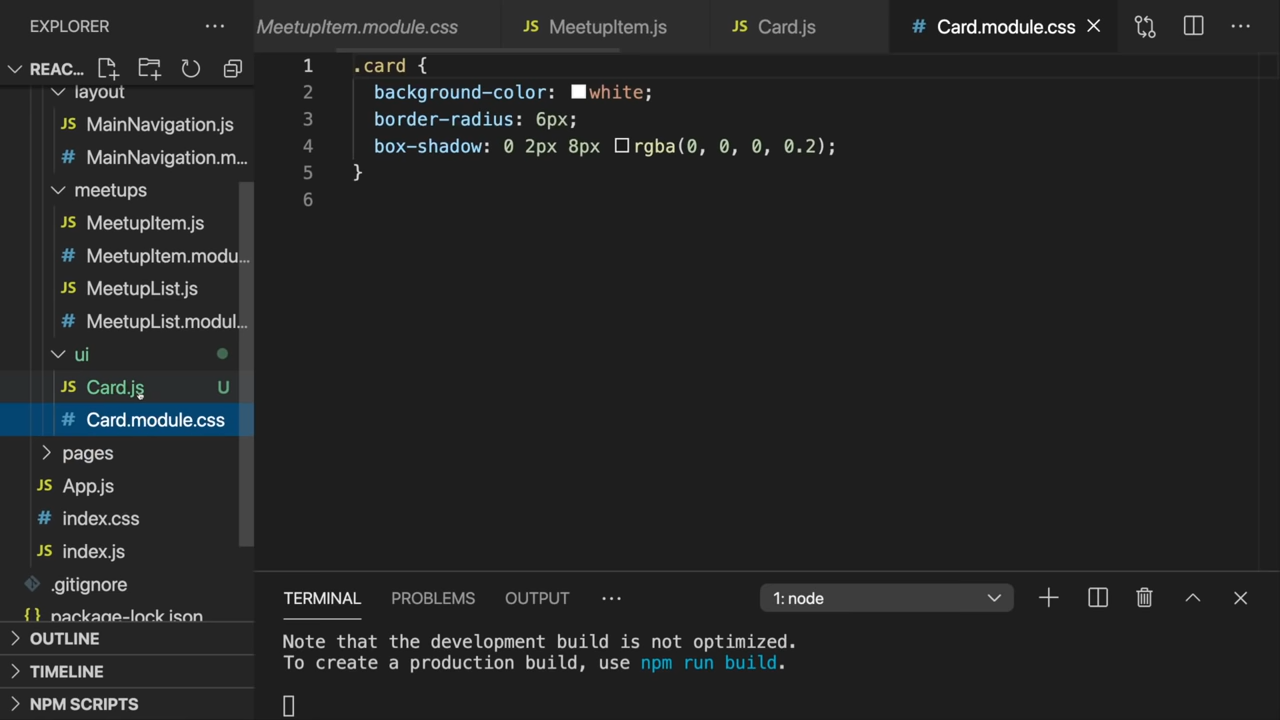 EXPLORER
REAC...
layout
JS MainNavigation.js
# MainNavigation.m...
meetups
JS MeetupItem.js
# MeetupItem.modu...
JS MeetupList.js
# MeetupList.modul...
ui
JS Card.js U
# Card.module.css
pages
JS App.js
# index.css
JS index.js
.gitignore
{} package-lock.json
OUTLINE
TIMELINE
NPM SCRIPTS
MeetupItem.module.css JS MeetupItem.js JS Card.js # Card.module.css
1 .card {
2 background-color: white;
3 border-radius: 6px;
4 box-shadow: 0 2px 8px rgba(0, 0, 0, 0.2);
5 }
6
TERMINAL PROBLEMS OUTPUT ... 1: node
Note that the development build is not optimized.
To create a production build, use npm run build.